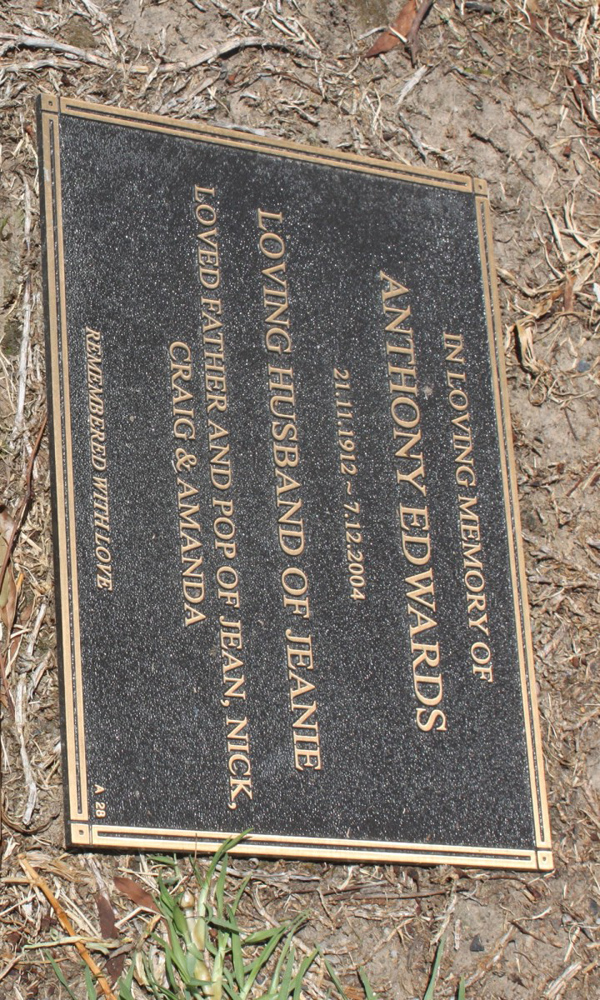 IN LOVING MEMORY OF
ANTHONY EDWARDS
21.11.1912 ~ 7.12.2004
LOVING HUSBAND OF JEANIE
LOVED FATHER AND POP OF JEAN, NICK,
CRAIG & AMANDA
REMEMBERED WITH LOVE
A 28